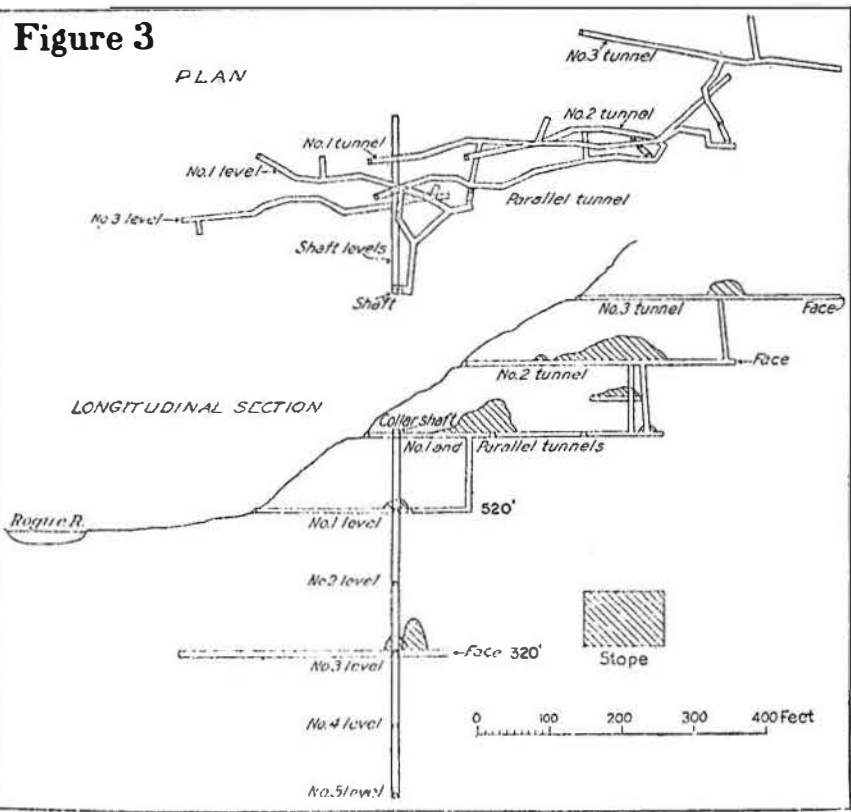 Figure 3
PLAN
No.3 tunnel
No.2 tunnel
No.1 tunnel
No.1 level
Parallel tunnel
No 3 level
Shaft levels
Shaft
No.3 tunnel
Face
Face
No.2 tunnel
LONGITUDINAL SECTION
Collar shaft
No.1 and Parallel tunnels
520'
Rogue R.
No.1 level
No2 level
Face 320'
No.3 level
Stope
0 100 200 300 400 Feet
No.4 level
No.5 level